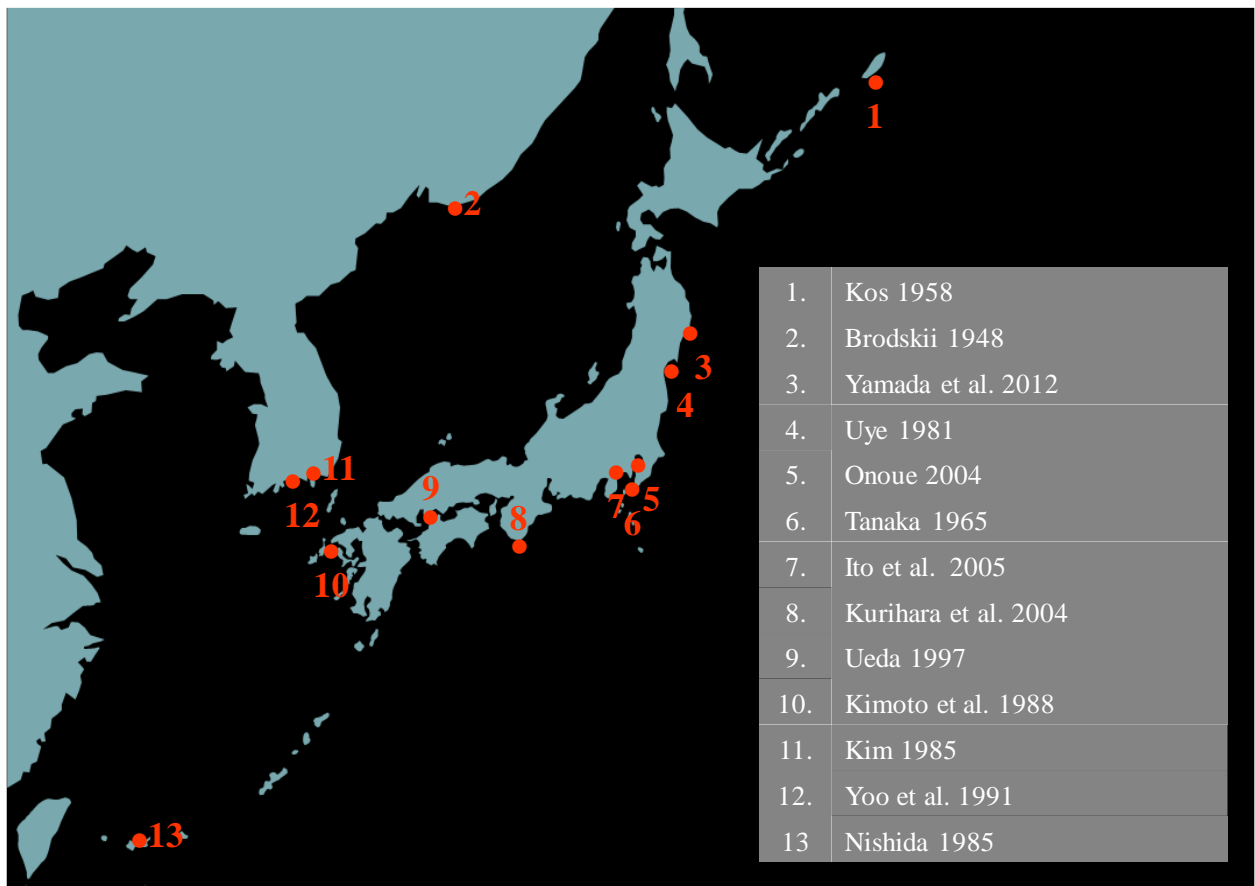 1
2
3
4
11
9
5
12
7
8
6
10
13
1. Kos 1958
2. Brodskii 1948
3. Yamada et al. 2012
4. Uye 1981
5. Onoue 2004
6. Tanaka 1965
7. Ito et al. 2005
8. Kurihara et al. 2004
9. Ueda 1997
10. Kimoto et al. 1988
11. Kim 1985
12. Yoo et al. 1991
13 Nishida 1985